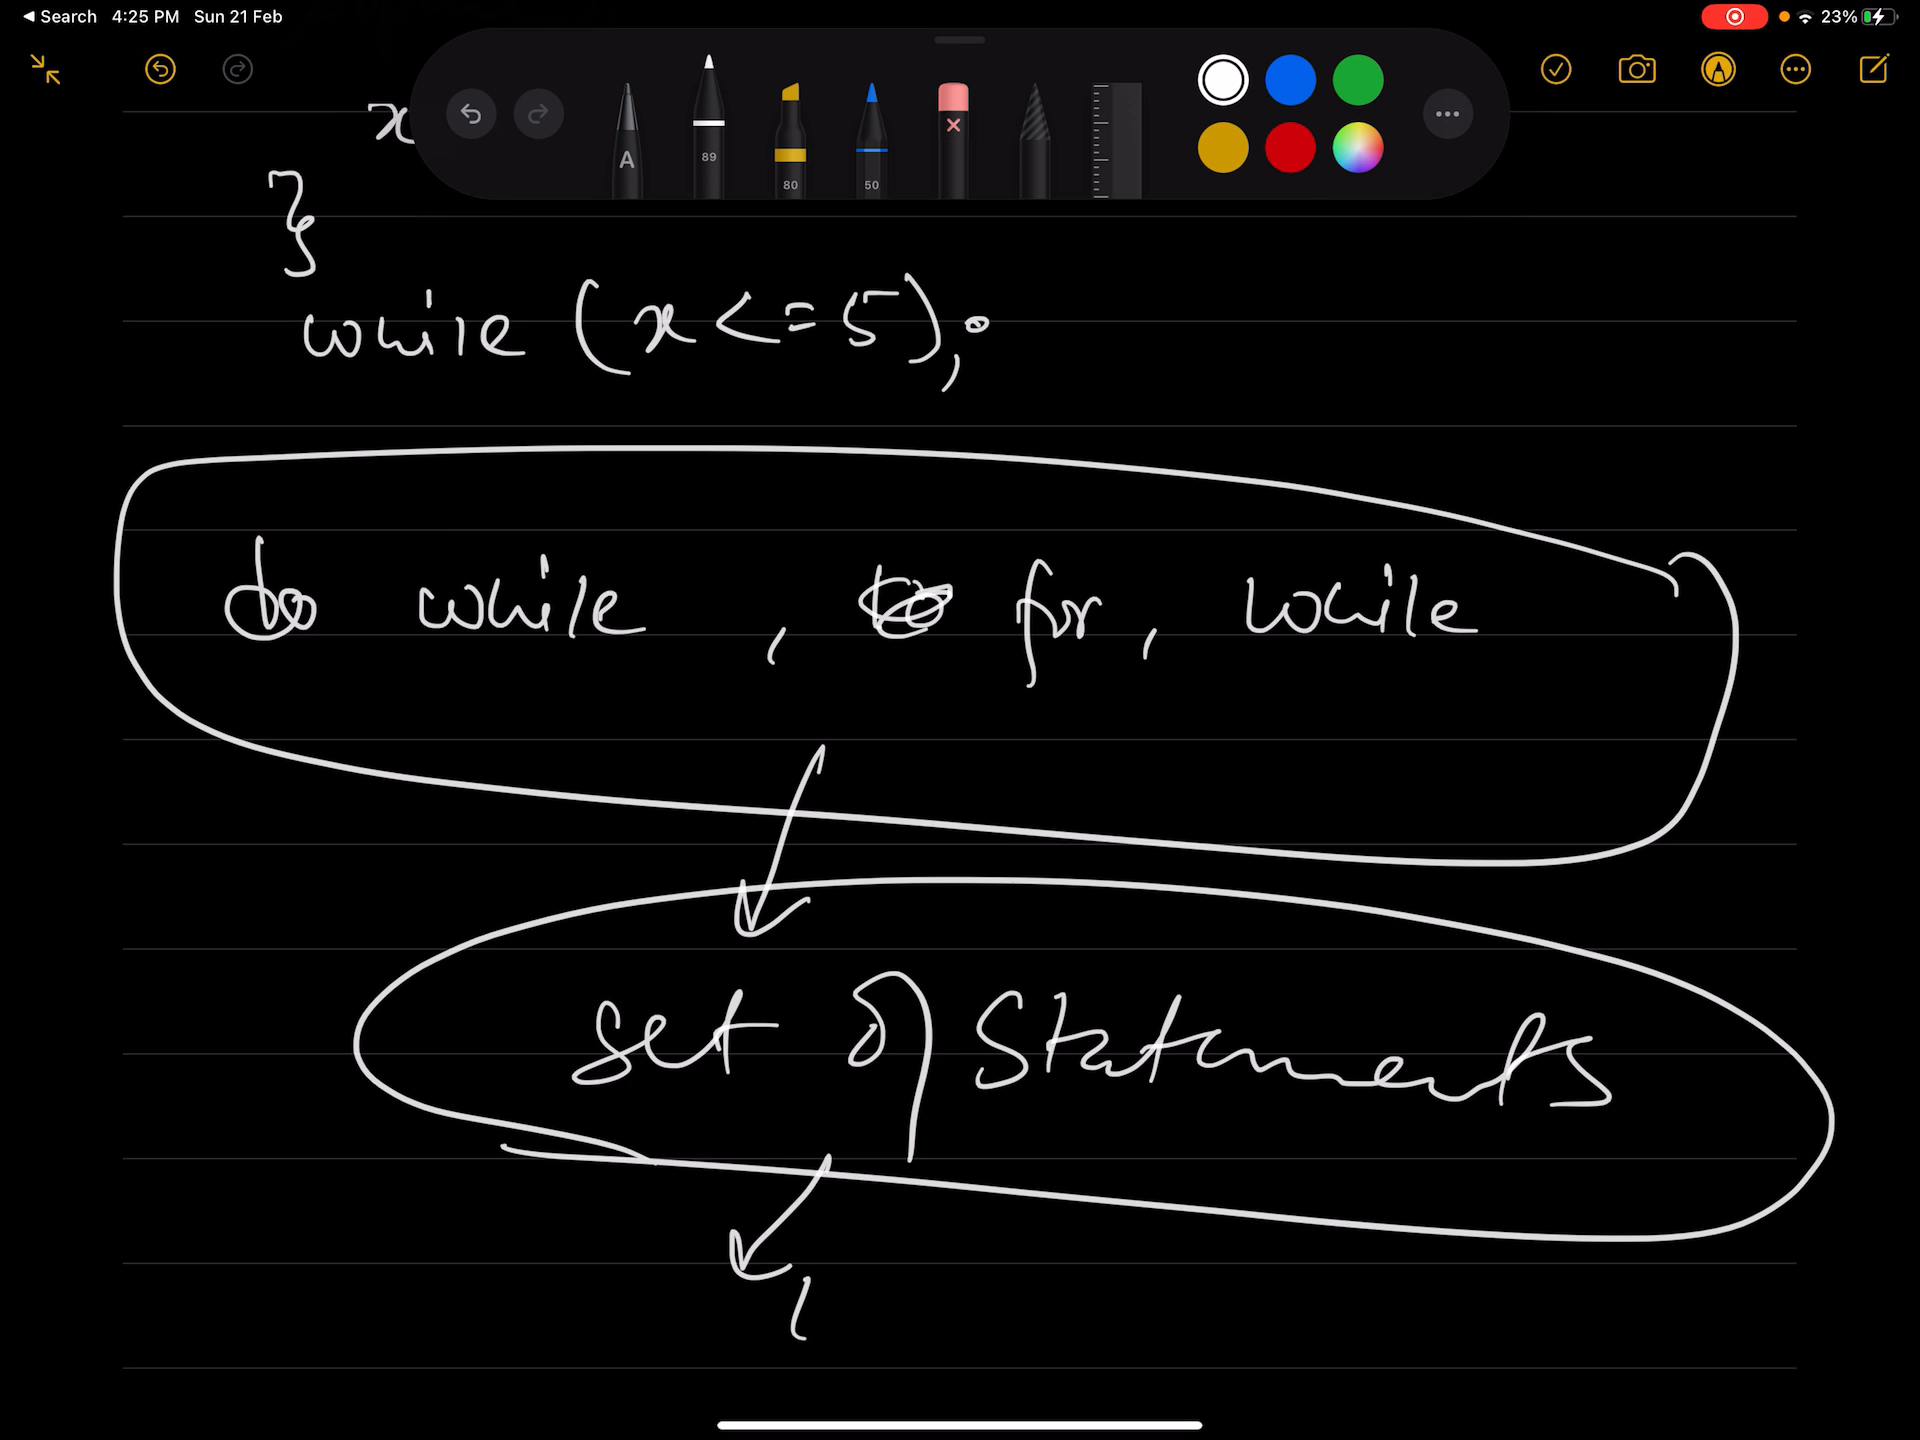 Search 4:25 PM Sun 21 Feb 23%
A 89 80 50
x
}
while (x<=5);
do while , for, while
set of Statements